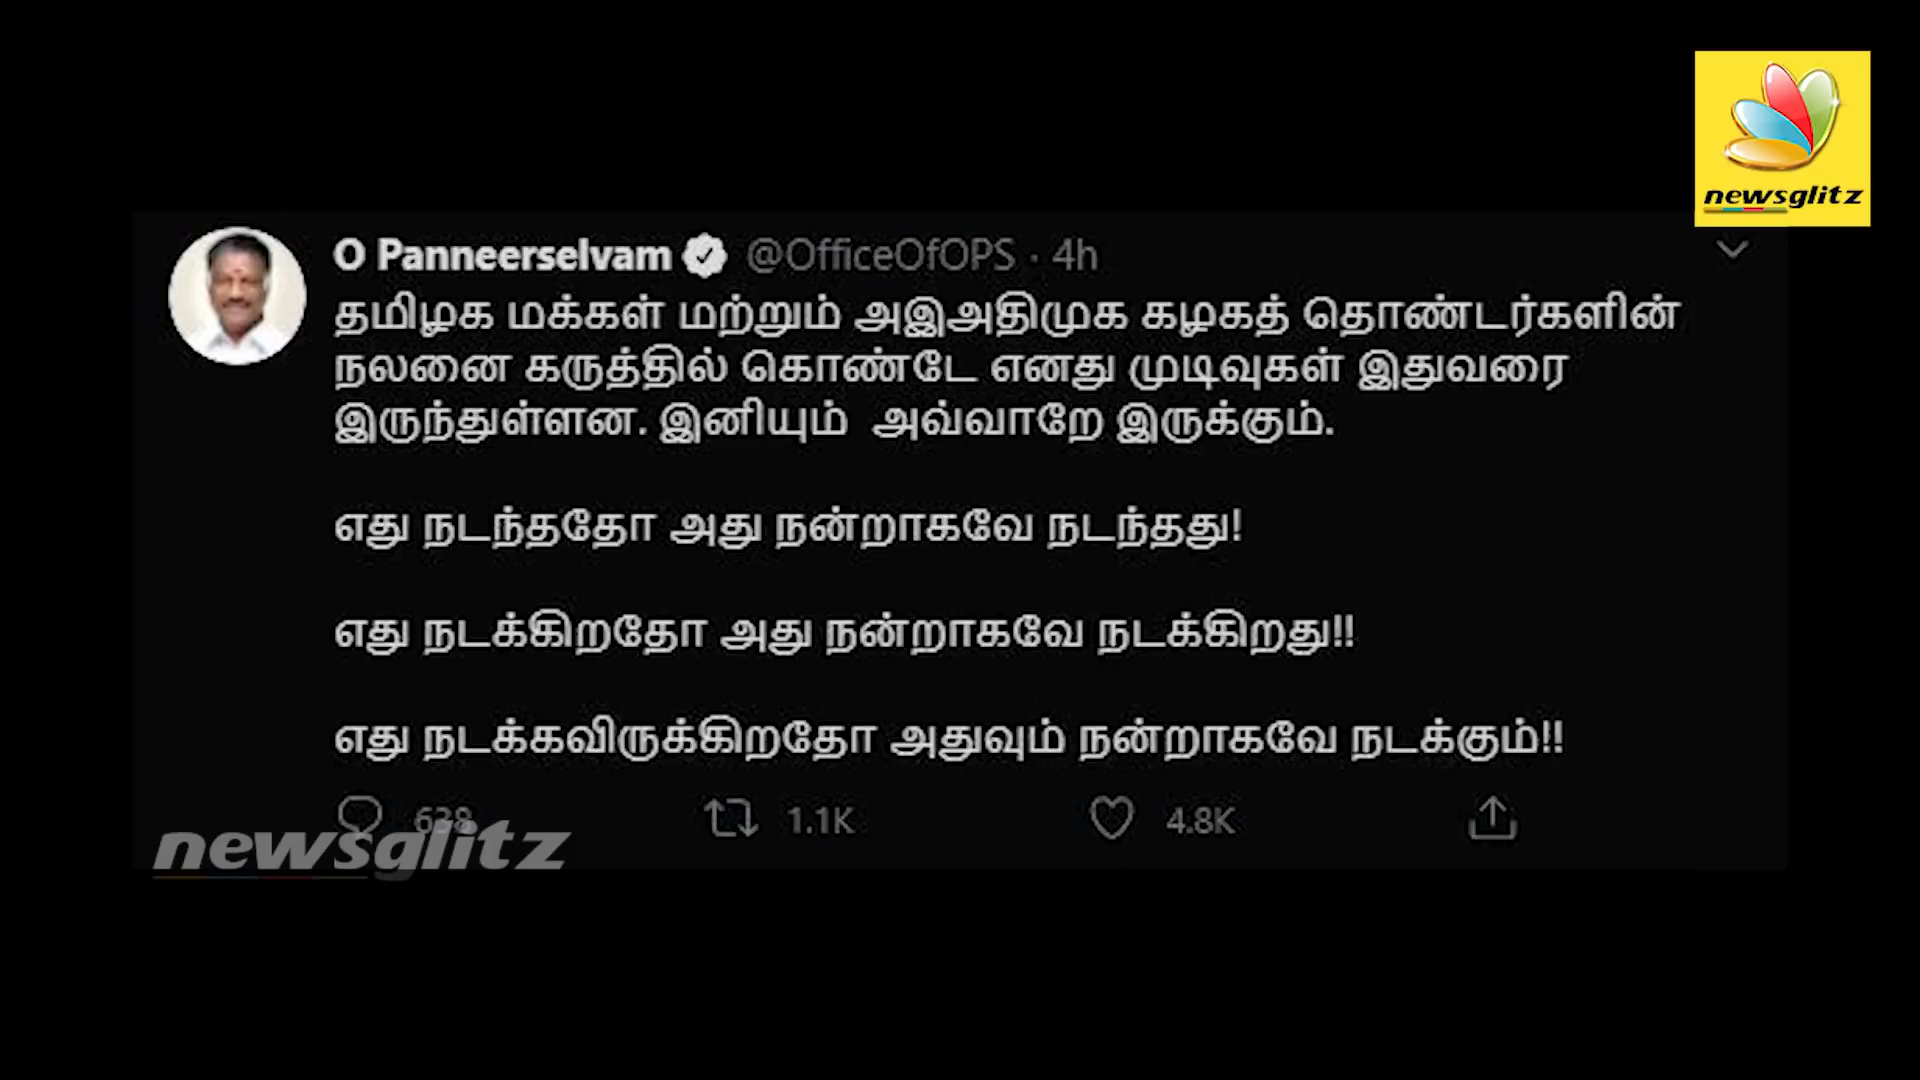 newsglitz
O Panneerselvam @OfficeOfOPS · 4h
தமிழக மக்கள் மற்றும் அஇஅதிமுக கழகத் தொண்டர்களின்
நலனை கருத்தில் கொண்டே எனது முடிவுகள் இதுவரை
இருந்துள்ளன. இனியும் அவ்வாறே இருக்கும்.
எது நடந்ததோ அது நன்றாகவே நடந்தது!
எது நடக்கிறதோ அது நன்றாகவே நடக்கிறது!!
எது நடக்கவிருக்கிறதோ அதுவும் நன்றாகவே நடக்கும்!!
638 1.1K 4.8K
newsglitz